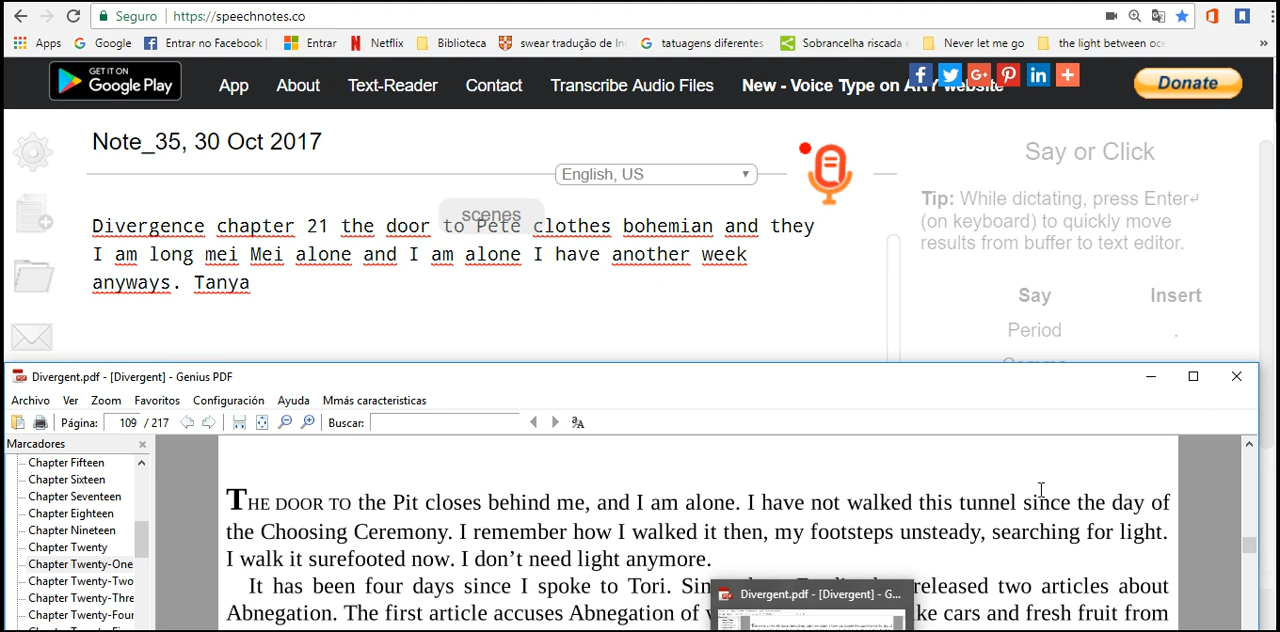 Seguro https://speechnotes.co
Apps Google Entrar no Facebook | Entrar Netflix Biblioteca swear tradução de In tatuagens diferentes Sobrancelha riscada Never let me go the light between oce »
GET IT ON
Google Play
App About Text-Reader Contact Transcribe Audio Files New - Voice Type on ANY website
Donate
Note_35, 30 Oct 2017
Say or Click
English, US
Tip: While dictating, press Enter↵
(on keyboard) to quickly move
results from buffer to text editor.
scenes
Divergence chapter 21 the door to Pete clothes bohemian and they
I am long mei Mei alone and I am alone I have another week
anyways. Tanya
Say Insert
Period .
Divergent.pdf - [Divergent] - Genius PDF
Archivo Ver Zoom Favoritos Configuración Ayuda Mmás caracteristicas
Página: 109 / 217 Buscar:
Marcadores
Chapter Fifteen
Chapter Sixteen
Chapter Seventeen
Chapter Eighteen
Chapter Nineteen
Chapter Twenty
Chapter Twenty-One
Chapter Twenty-Two
Chapter Twenty-Thre
Chapter Twenty-Four
THE DOOR TO the Pit closes behind me, and I am alone. I have not walked this tunnel since the day of
the Choosing Ceremony. I remember how I walked it then, my footsteps unsteady, searching for light.
I walk it surefooted now. I don’t need light anymore.
It has been four days since I spoke to Tori. released two articles about
Abnegation. The first article accuses Abnegation of cars and fresh fruit from
Divergent.pdf - [Divergent] - G...